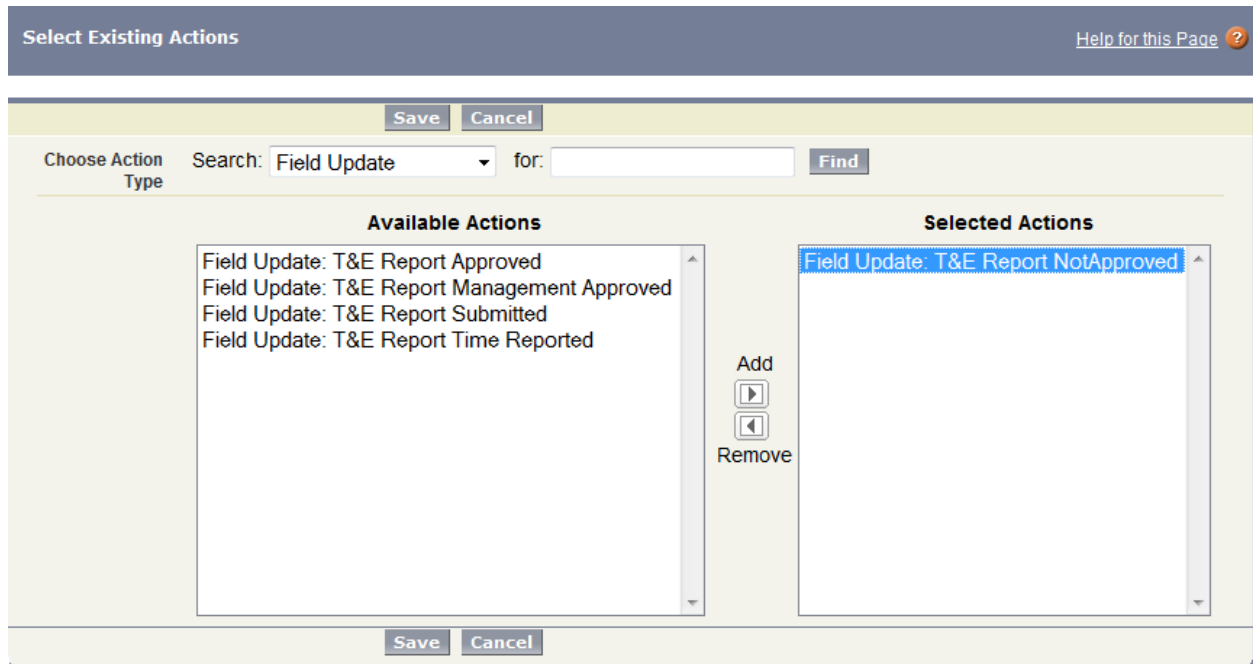 Select Existing Actions
Help for this Page ?
Save Cancel
Choose Action Type
Search: Field Update for: Find
Available Actions
Field Update: T&E Report Approved
Field Update: T&E Report Management Approved
Field Update: T&E Report Submitted
Field Update: T&E Report Time Reported
Add
Remove
Selected Actions
Field Update: T&E Report NotApproved
Save Cancel